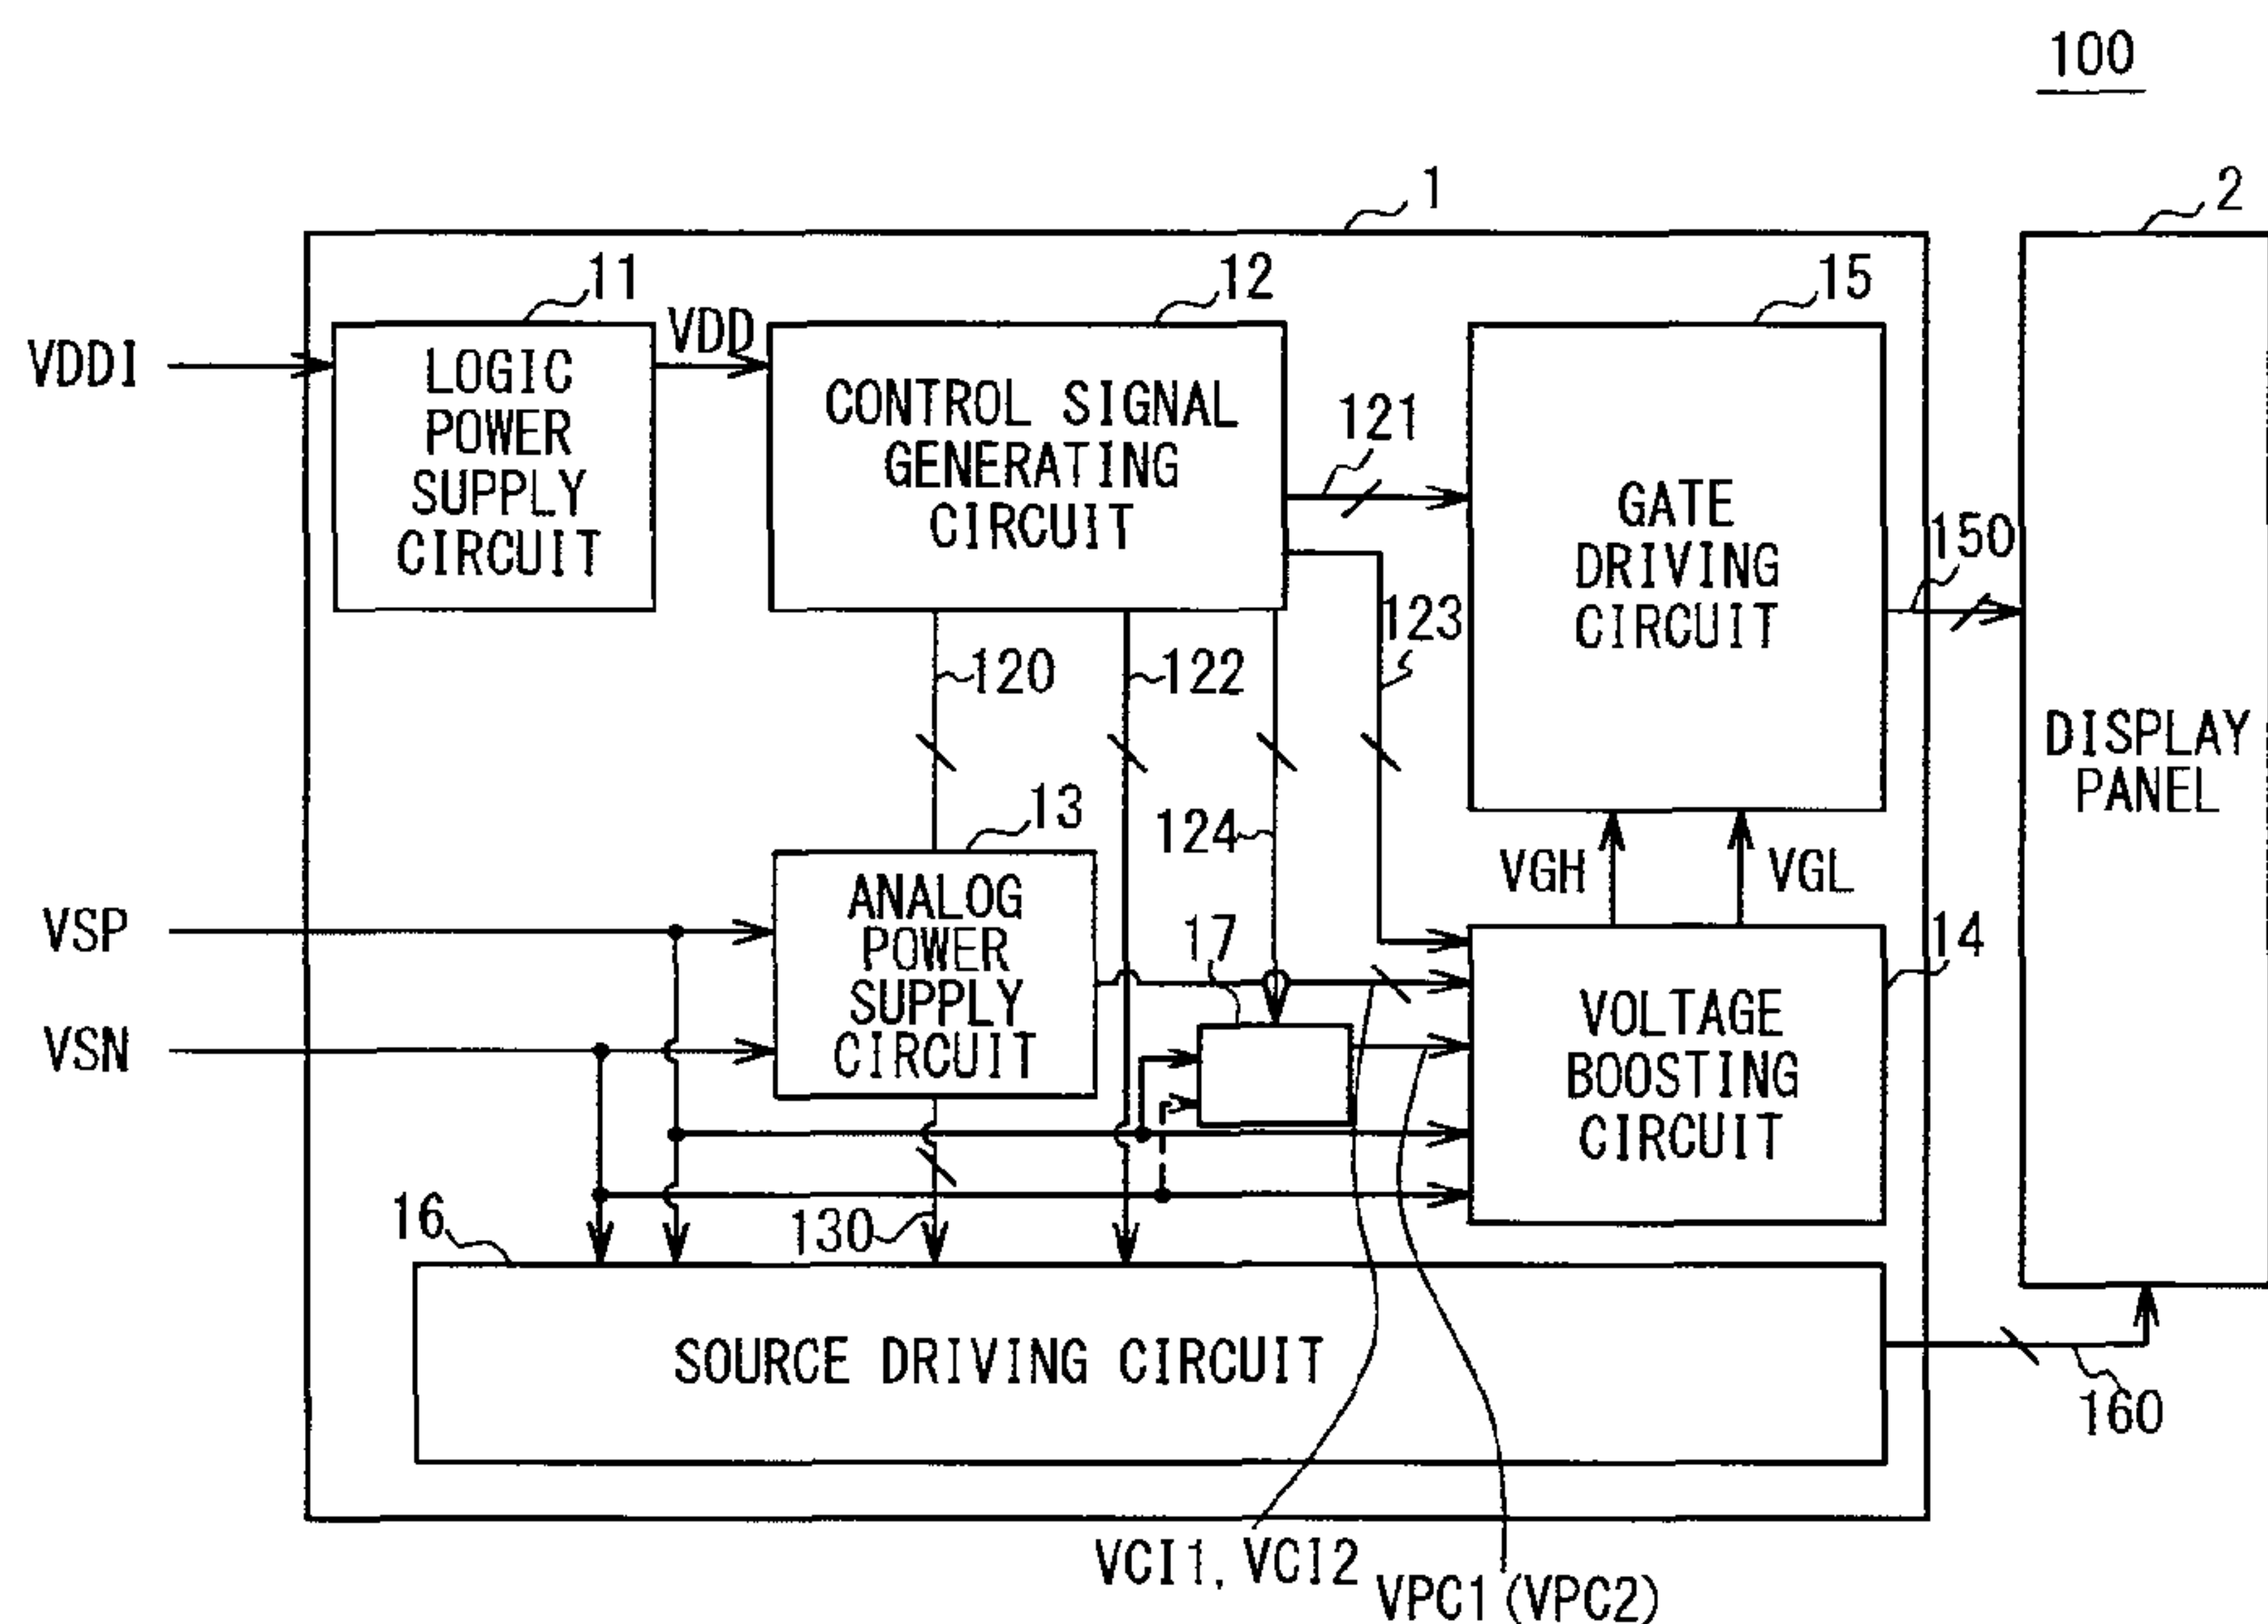 100
1
2
11
12
15
VDDI
VDD
LOGIC
POWER
SUPPLY
CIRCUIT
CONTROL SIGNAL
GENERATING
CIRCUIT
121
GATE
DRIVING
CIRCUIT
150
123
120
122
DISPLAY
PANEL
13
124
VGH
VGL
VSP
ANALOG
POWER
SUPPLY
CIRCUIT
17
14
VSN
VOLTAGE
BOOSTING
CIRCUIT
16
130
SOURCE DRIVING CIRCUIT
160
VCI1, VCI2
VPC1(VPC2)